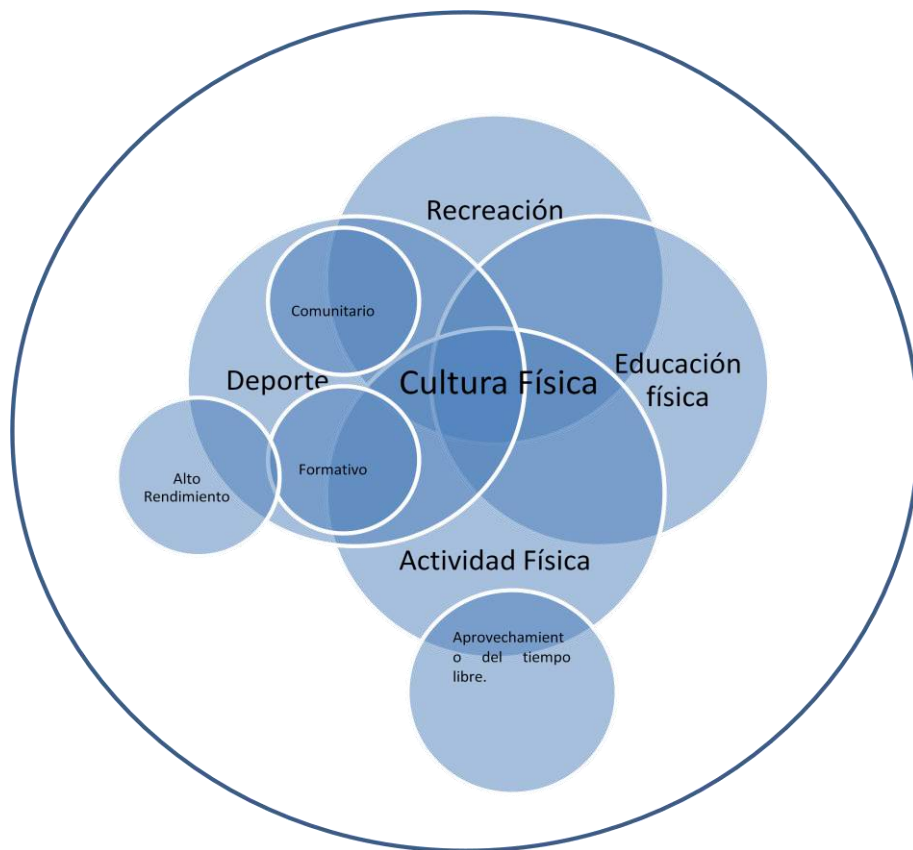 Recreación
Comunitario
Deporte
Cultura Física
Educación
física
Formativo
Alto
Rendimiento
Actividad Física
Aprovechamient
o del tiempo
libre.